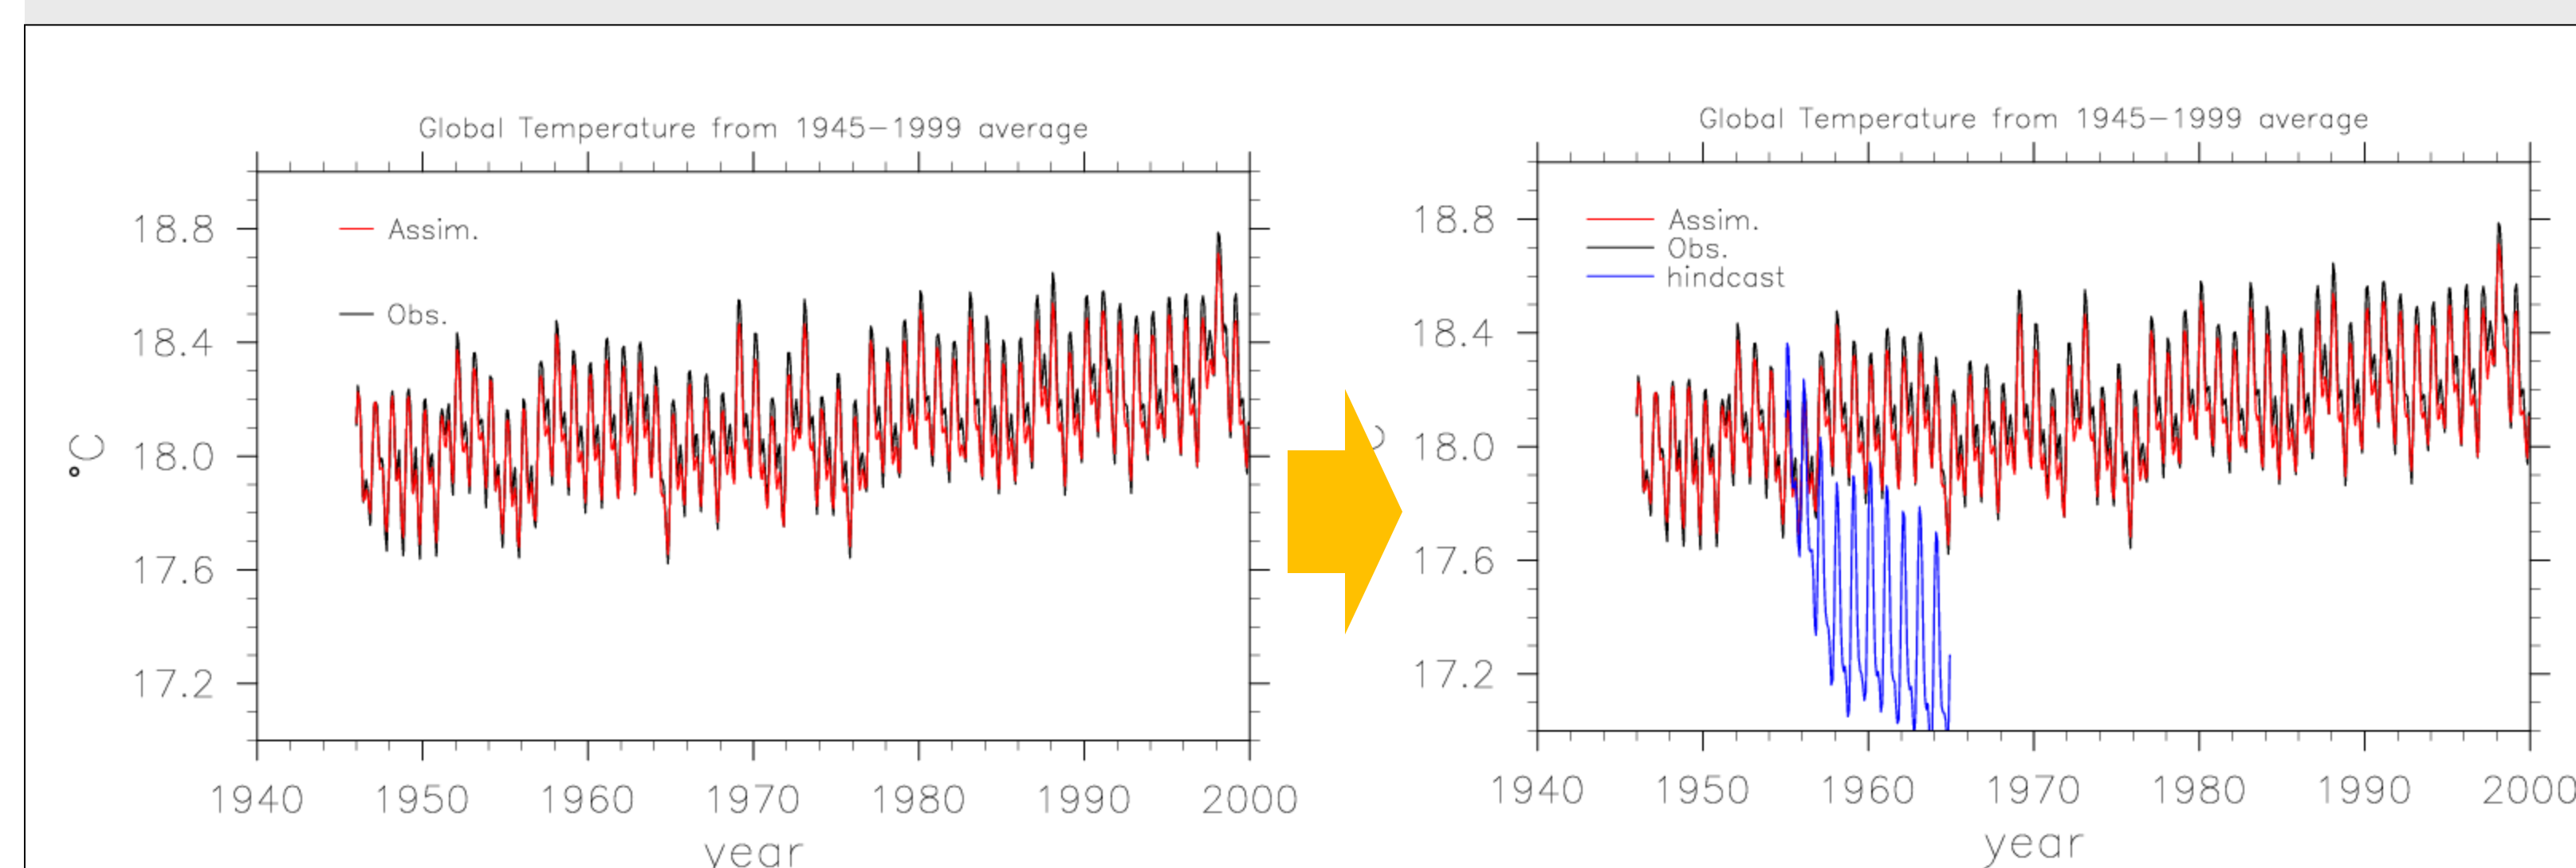 Global Temperature from 1945-1999 average
Assim.
Obs.
°C
18.8
18.4
18.0
17.6
17.2
1940 1950 1960 1970 1980 1990 2000
year
Global Temperature from 1945-1999 average
Assim.
Obs.
hindcast
18.8
18.4
18.0
17.6
17.2
1940 1950 1960 1970 1980 1990 2000
year